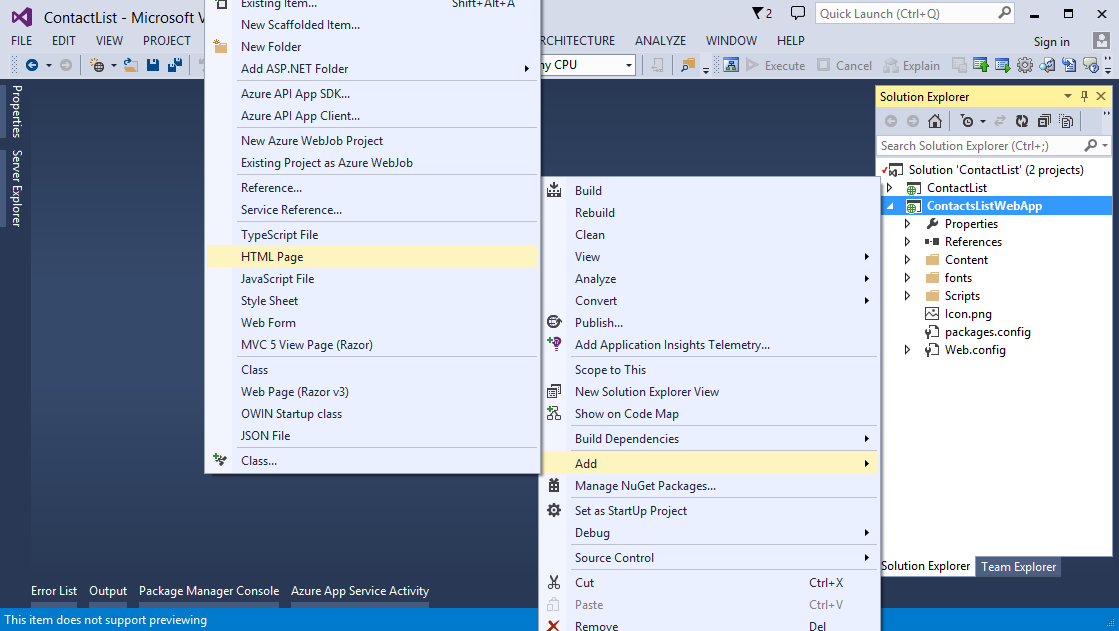 ContactList - Microsoft V
2
Quick Launch (Ctrl+Q)
FILE EDIT VIEW PROJECT
RCHITECTURE ANALYZE WINDOW HELP
Sign in
ny CPU
Execute
Cancel
Explain
Properties
Server Explorer
Existing Item... Shift+Alt+A
New Scaffolded Item...
New Folder
Add ASP.NET Folder
Azure API App SDK...
Azure API App Client...
New Azure WebJob Project
Existing Project as Azure WebJob
Reference...
Service Reference...
TypeScript File
HTML Page
JavaScript File
Style Sheet
Web Form
MVC 5 View Page (Razor)
Class
Web Page (Razor v3)
OWIN Startup class
JSON File
Class...
Build
Rebuild
Clean
View
Analyze
Convert
Publish...
Add Application Insights Telemetry...
Scope to This
New Solution Explorer View
Show on Code Map
Build Dependencies
Add
Manage NuGet Packages...
Set as StartUp Project
Debug
Source Control
Cut Ctrl+X
Paste Ctrl+V
Remove Del
Solution Explorer
Search Solution Explorer (Ctrl+;)
Solution 'ContactList' (2 projects)
ContactList
ContactsListWebApp
Properties
References
Content
fonts
Scripts
Icon.png
packages.config
Web.config
Solution Explorer Team Explorer
Error List Output Package Manager Console Azure App Service Activity
This item does not support previewing